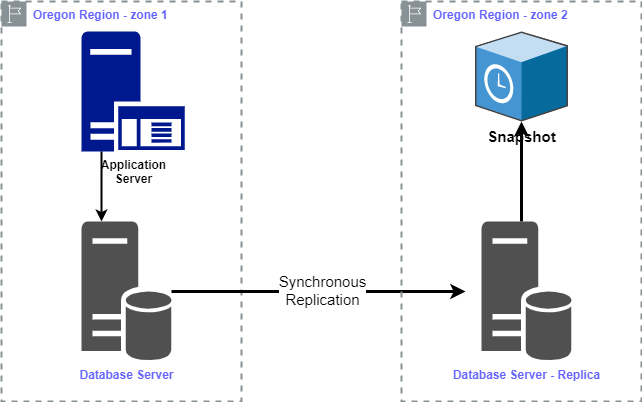 Oregon Region - zone 1
Oregon Region - zone 2
Application
Server
Snapshot
Synchronous
Replication
Database Server
Database Server - Replica